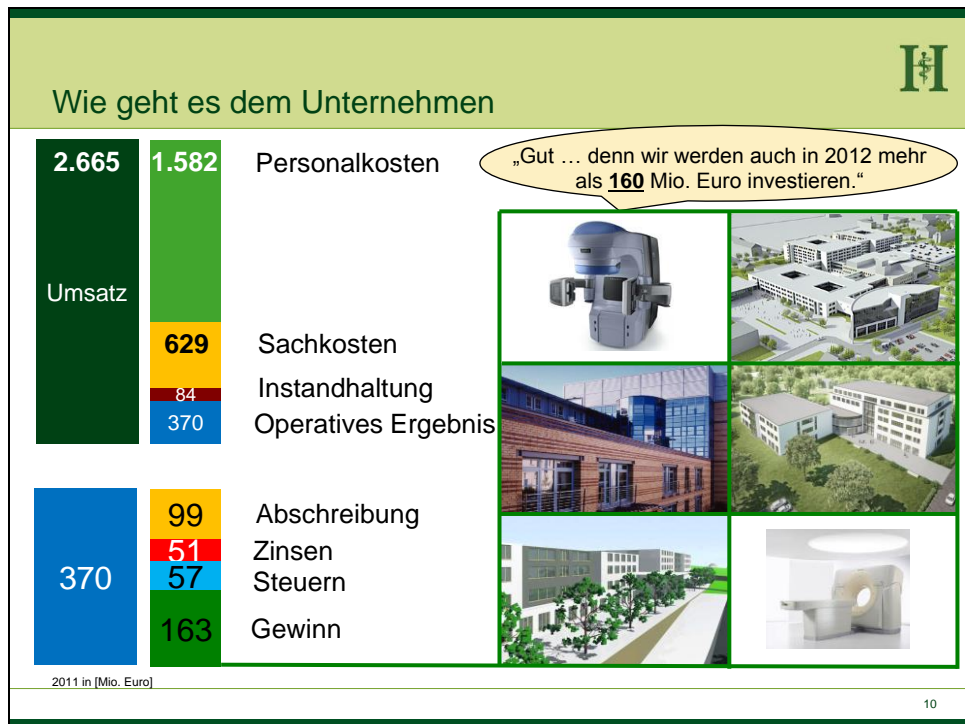 Wie geht es dem Unternehmen
2.665
Umsatz
1.582 Personalkosten
629 Sachkosten
84 Instandhaltung
370 Operatives Ergebnis
„Gut … denn wir werden auch in 2012 mehr
als 160 Mio. Euro investieren.“
370
99 Abschreibung
51 Zinsen
57 Steuern
163 Gewinn
2011 in [Mio. Euro]
10